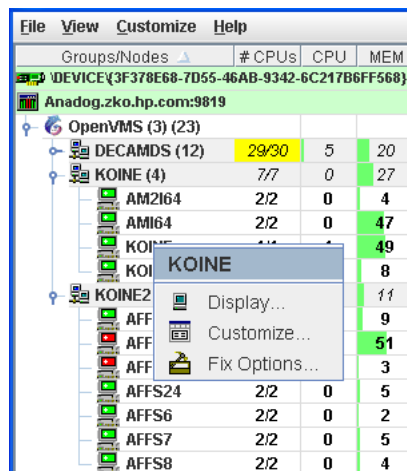 File View Customize Help
Groups/Nodes # CPUs CPU MEM
\DEVICE\{3F378E68-7D55-46AB-9342-6C217B6FF568}
Anadog.zko.hp.com:9819
OpenVMS (3) (23)
DECAMDS (12) 29/30 5 20
KOINE (4) 7/7 0 27
AM2I64 2/2 0 4
AMI64 2/2 0 47
49
KOI 8
KOINE
Display...
Customize...
Fix Options...
KOINE2 11
AFF 9
AFF 51
AFF 3
AFFS24 2/2 0 5
AFFS6 2/2 0 2
AFFS7 2/2 0 5
AFFS8 2/2 0 4